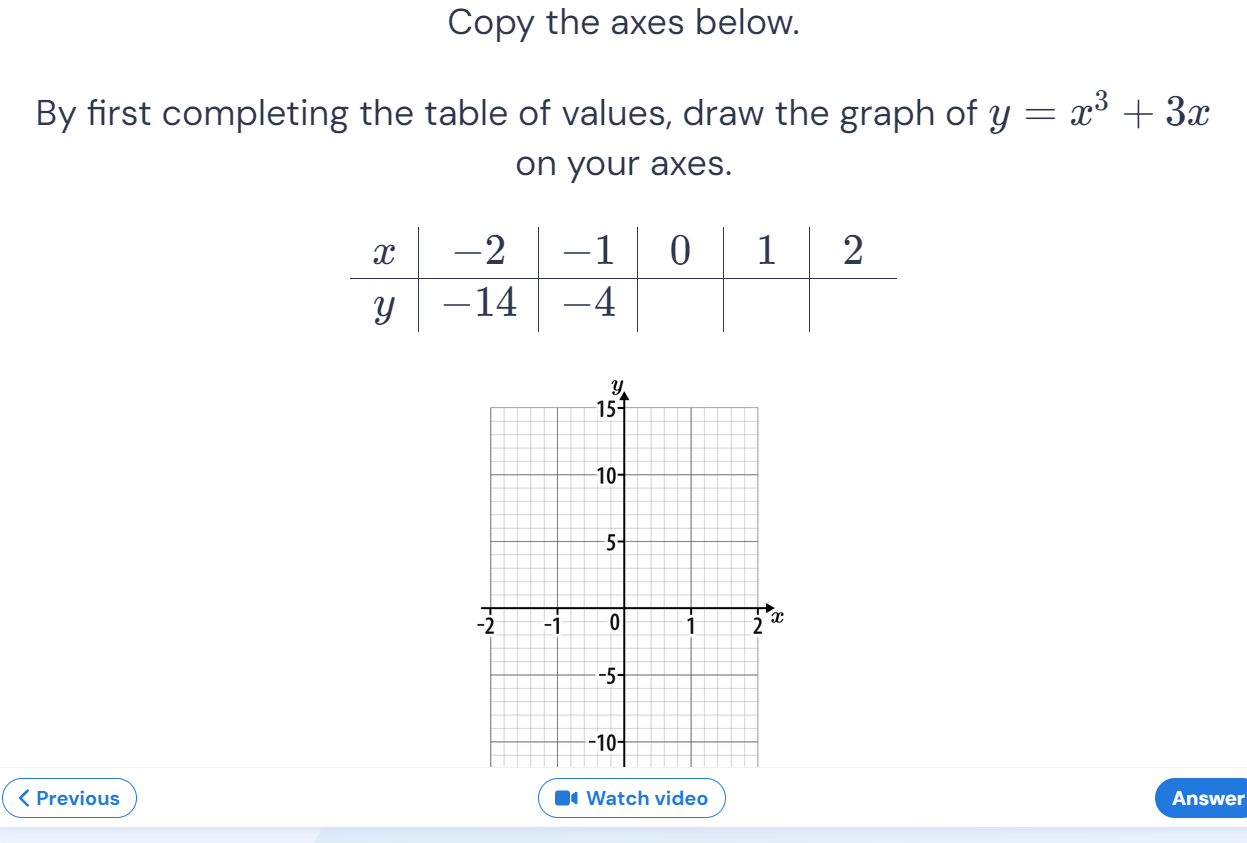 Copy the axes below.
By first completing the table of values, draw the graph of y = x³ + 3x
on your axes.
x −2 −1 0 1 2
y −14 −4
y
15
10
5
-2 -1 0 1 2 x
-5
-10
Previous Watch video Answer